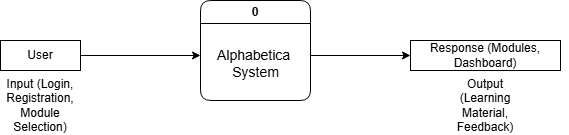 0
User
Alphabetica
System
Response (Modules,
Dashboard)
Input (Login,
Registration,
Module
Selection)
Output
(Learning
Material,
Feedback)